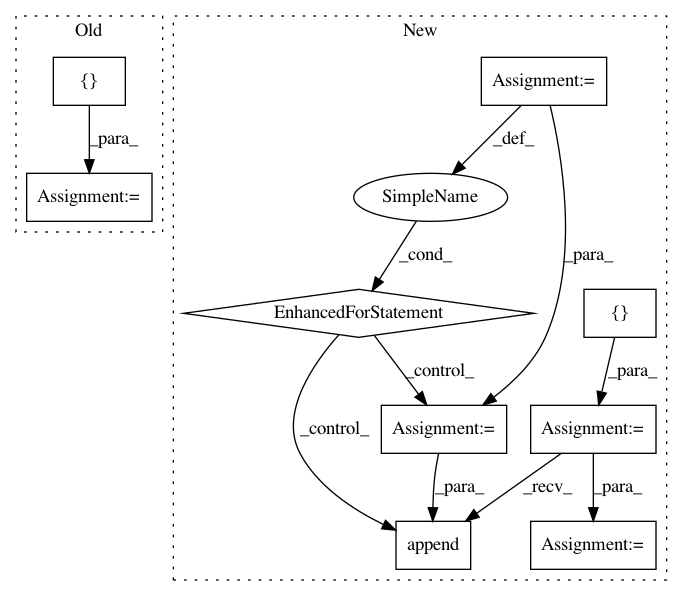 Old
New
{}
Assignment:=
_para_
_def_
Assignment:=
SimpleName
_cond_
_para_
EnhancedForStatement
{}
_control_
_para_
_control_
Assignment:=
Assignment:=
_para_
_recv_
_para_
append
Assignment:=